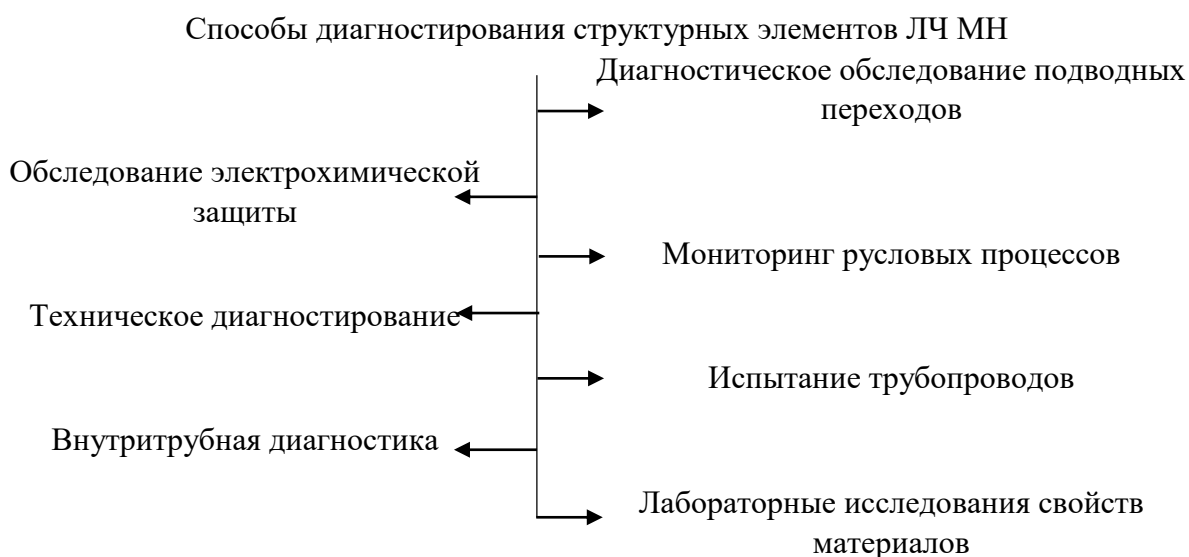 Способы диагностирования структурных элементов ЛЧ МН
Диагностическое обследование подводных
переходов
Обследование электрохимической
защиты
Мониторинг русловых процессов
Техническое диагностирование
Испытание трубопроводов
Внутритрубная диагностика
Лабораторные исследования свойств
материалов